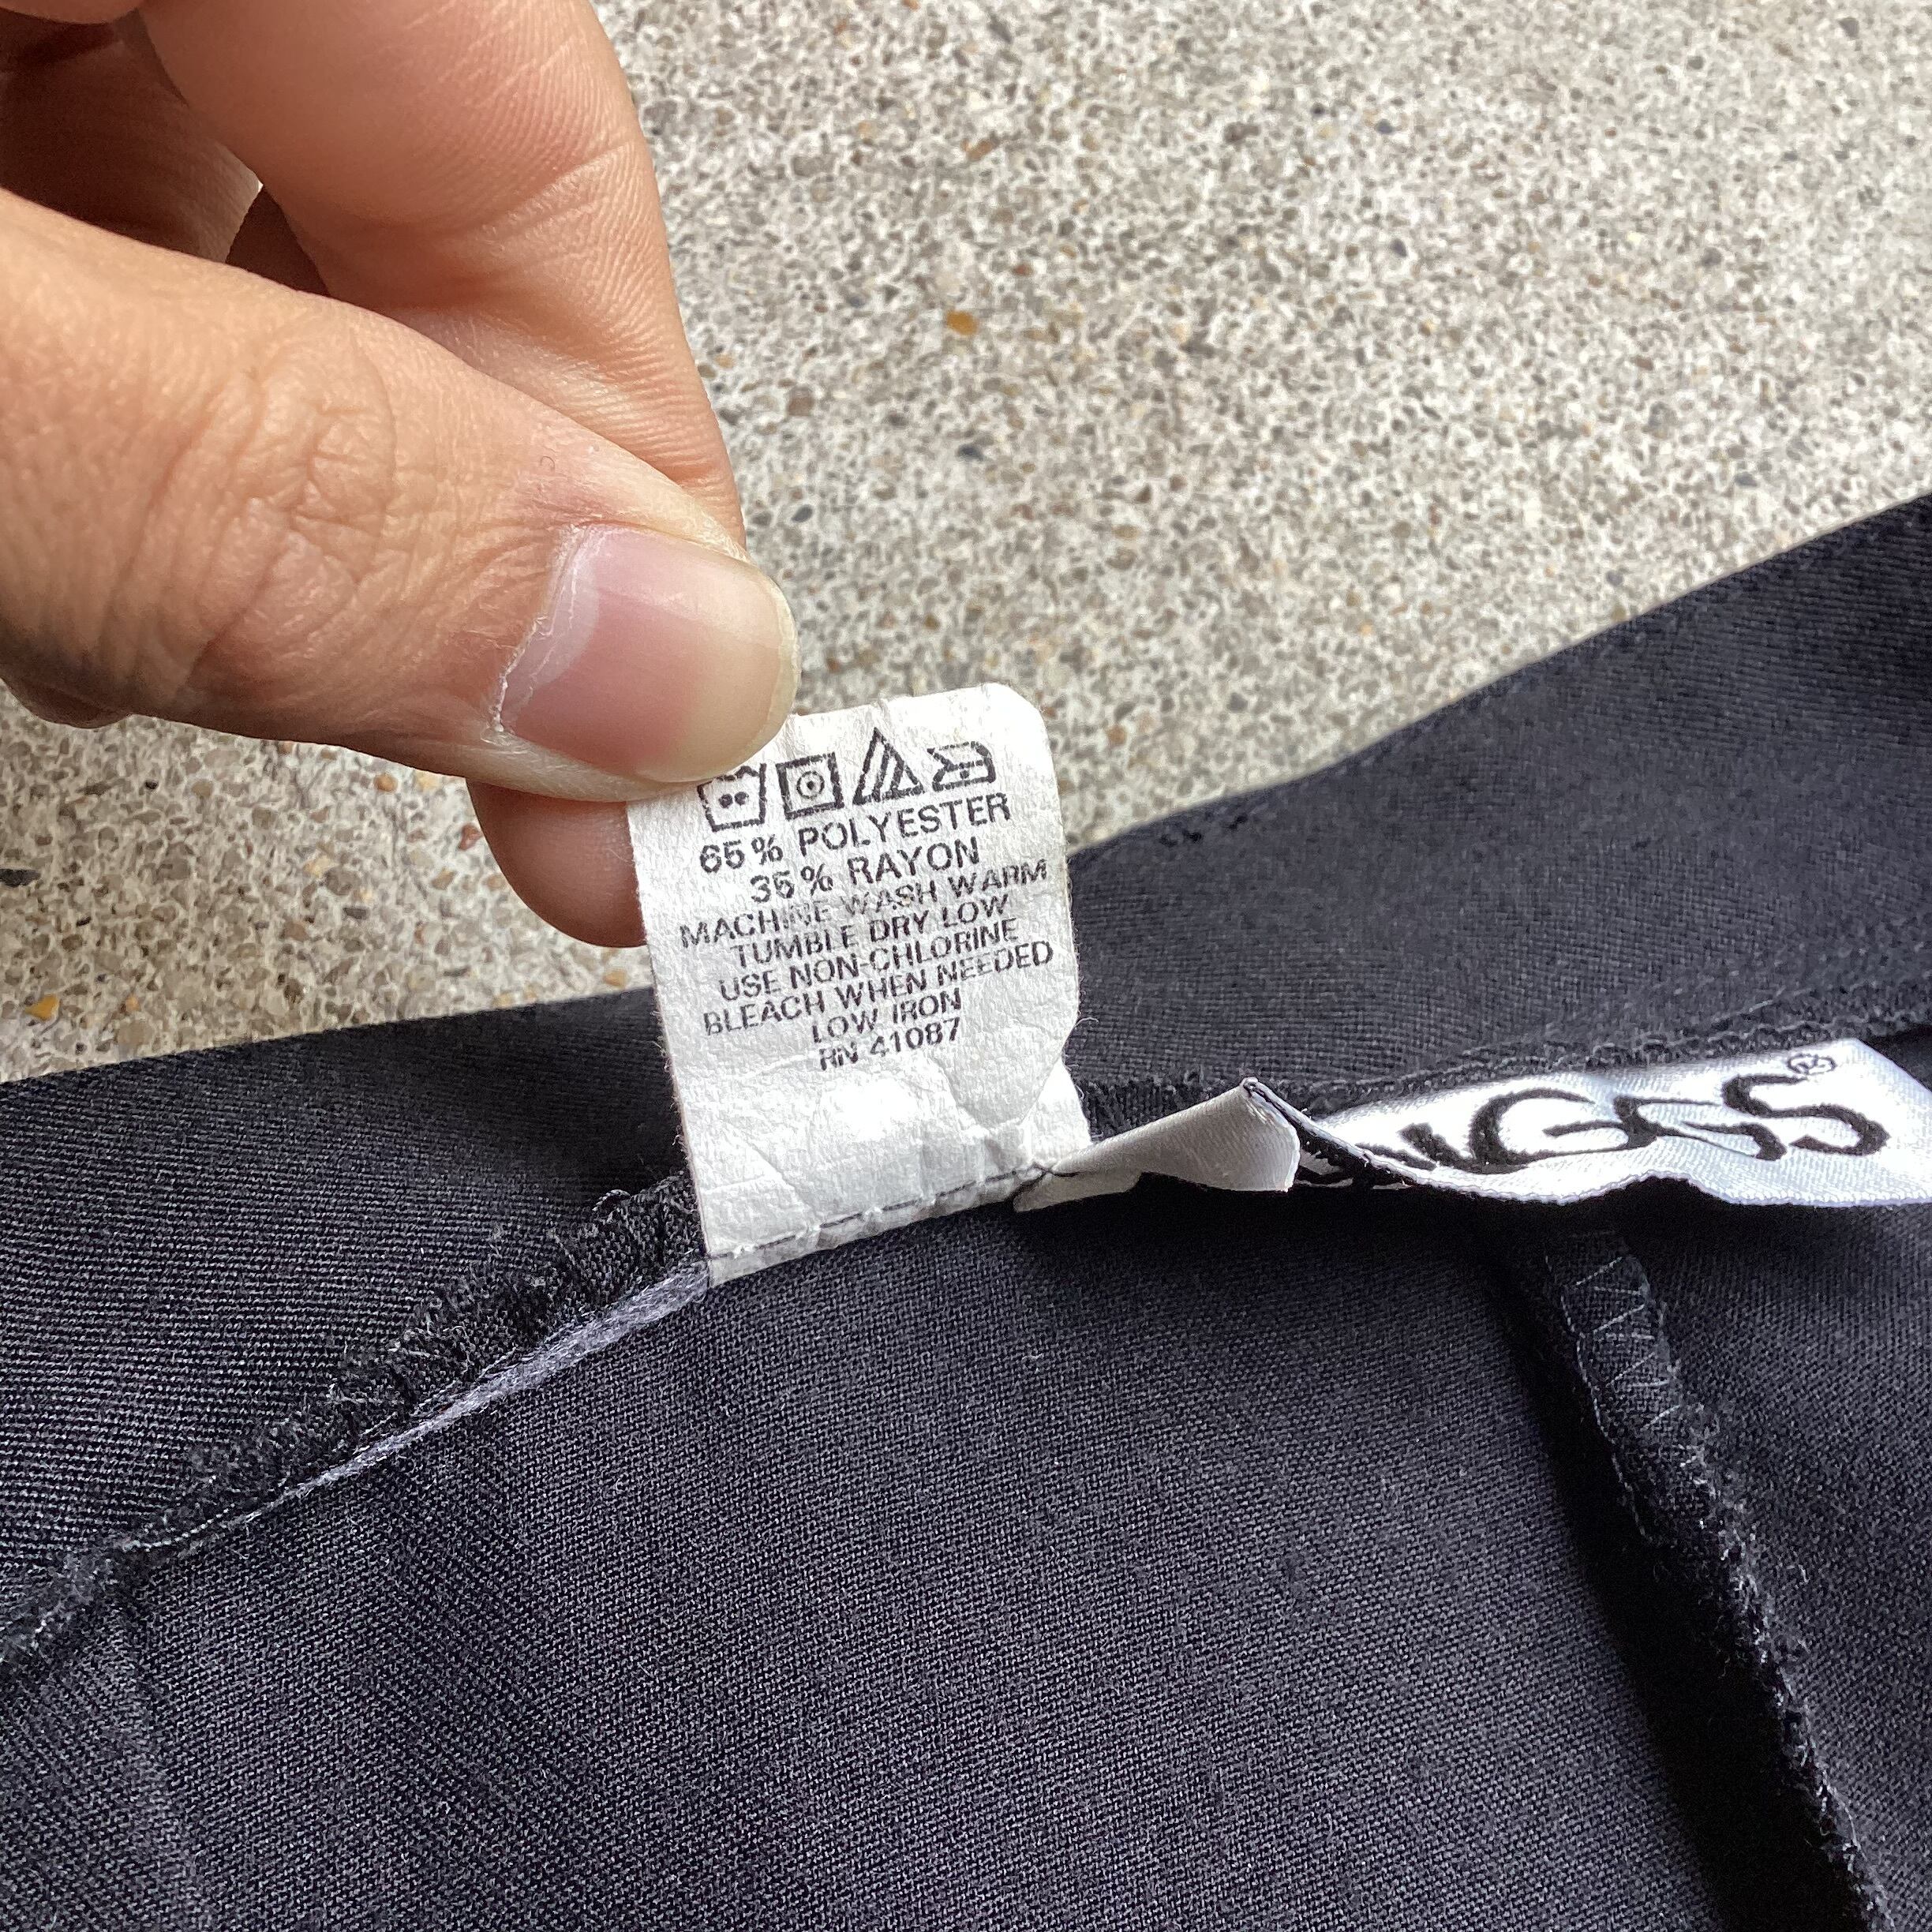 65% POLYESTER
35% RAYON
MACHINE WASH WARM
TUMBLE DRY LOW
USE NON-CHLORINE
BLEACH WHEN NEEDED
LOW IRON
RN 41087
NGSS®